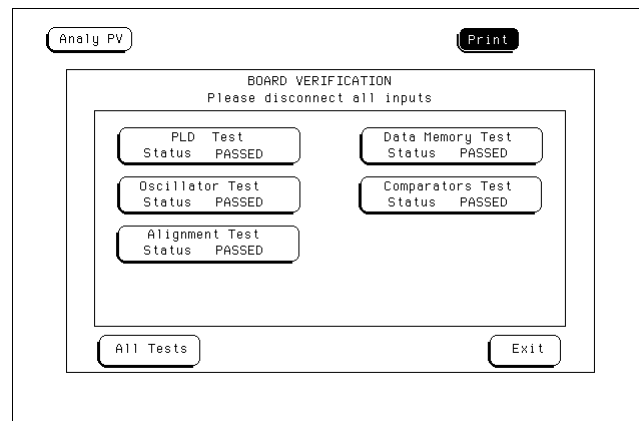 Analy PV
Print
BOARD VERIFICATION
Please disconnect all inputs
PLD Test
Status PASSED
Data Memory Test
Status PASSED
Oscillator Test
Status PASSED
Comparators Test
Status PASSED
Alignment Test
Status PASSED
All Tests
Exit